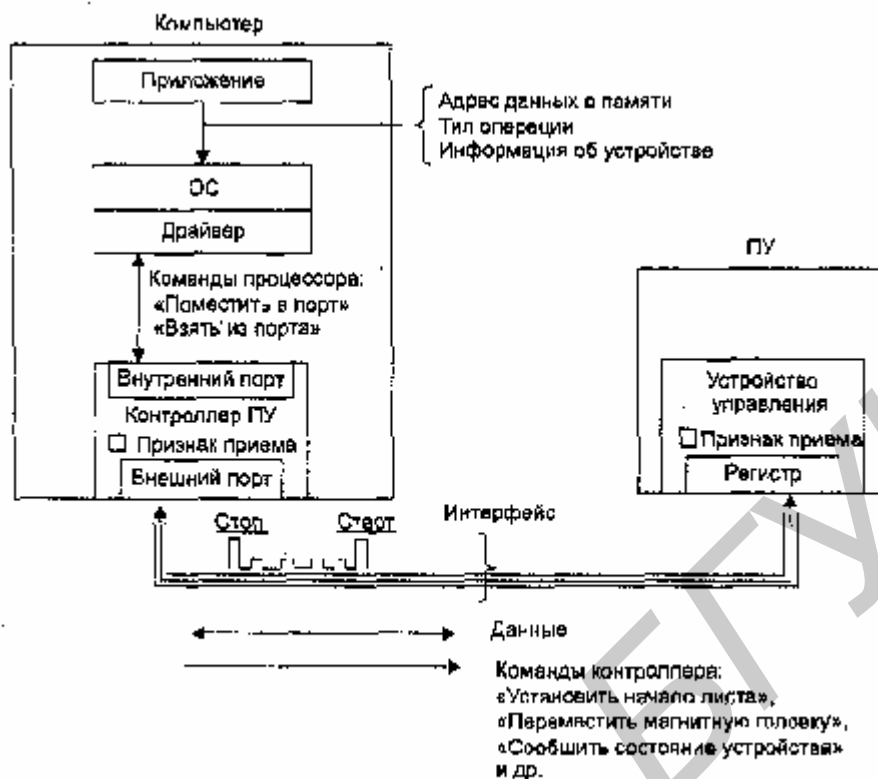 Компьютер
Приложение
Адрес данных в памяти
Тип операции
Информация об устройстве
ОС
Драйвер
ПУ
Команды процессора:
«Поместить в порт»
«Взять из порта»
Внутренний порт
Контроллер ПУ
Признак приема
Внешний порт
Устройство
управления
Признак приема
Регистр
Стоп
Старт
Интерфейс
Данные
Команды контроллера:
«Установить начало листа»,
«Переместить магнитную головку»,
«Сообщить состояние устройства»
и др.